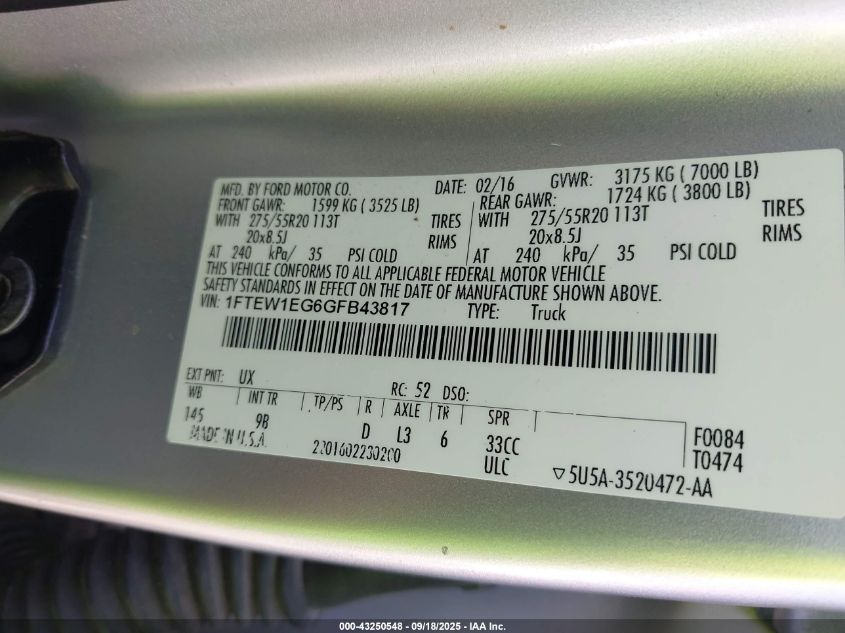 MFD. BY FORD MOTOR CO. DATE: 02/16 GVWR: 3175 KG ( 7000 LB)
FRONT GAWR: 1599 KG ( 3525 LB) REAR GAWR: 1724 KG ( 3800 LB)
WITH 275/55R20 113T TIRES WITH 275/55R20 113T TIRES
20x8.5J RIMS 20x8.5J RIMS
AT 240 kPa/ 35 PSI COLD AT 240 kPa/ 35 PSI COLD
THIS VEHICLE CONFORMS TO ALL APPLICABLE FEDERAL MOTOR VEHICLE
SAFETY STANDARDS IN EFFECT ON THE DATE OF MANUFACTURE SHOWN ABOVE.
VIN: 1FTEW1EG6GFB43817 TYPE: Truck
EXT PNT: UX RC: 52 DSO:
WB INT TR TP/PS R AXLE TR SPR
145 9B D L3 6 33CC F0084
MADE IN U.S.A. ULC T0474
▽5U5A-3520472-AA
000-43250548 - 09/18/2025 - IAA Inc.